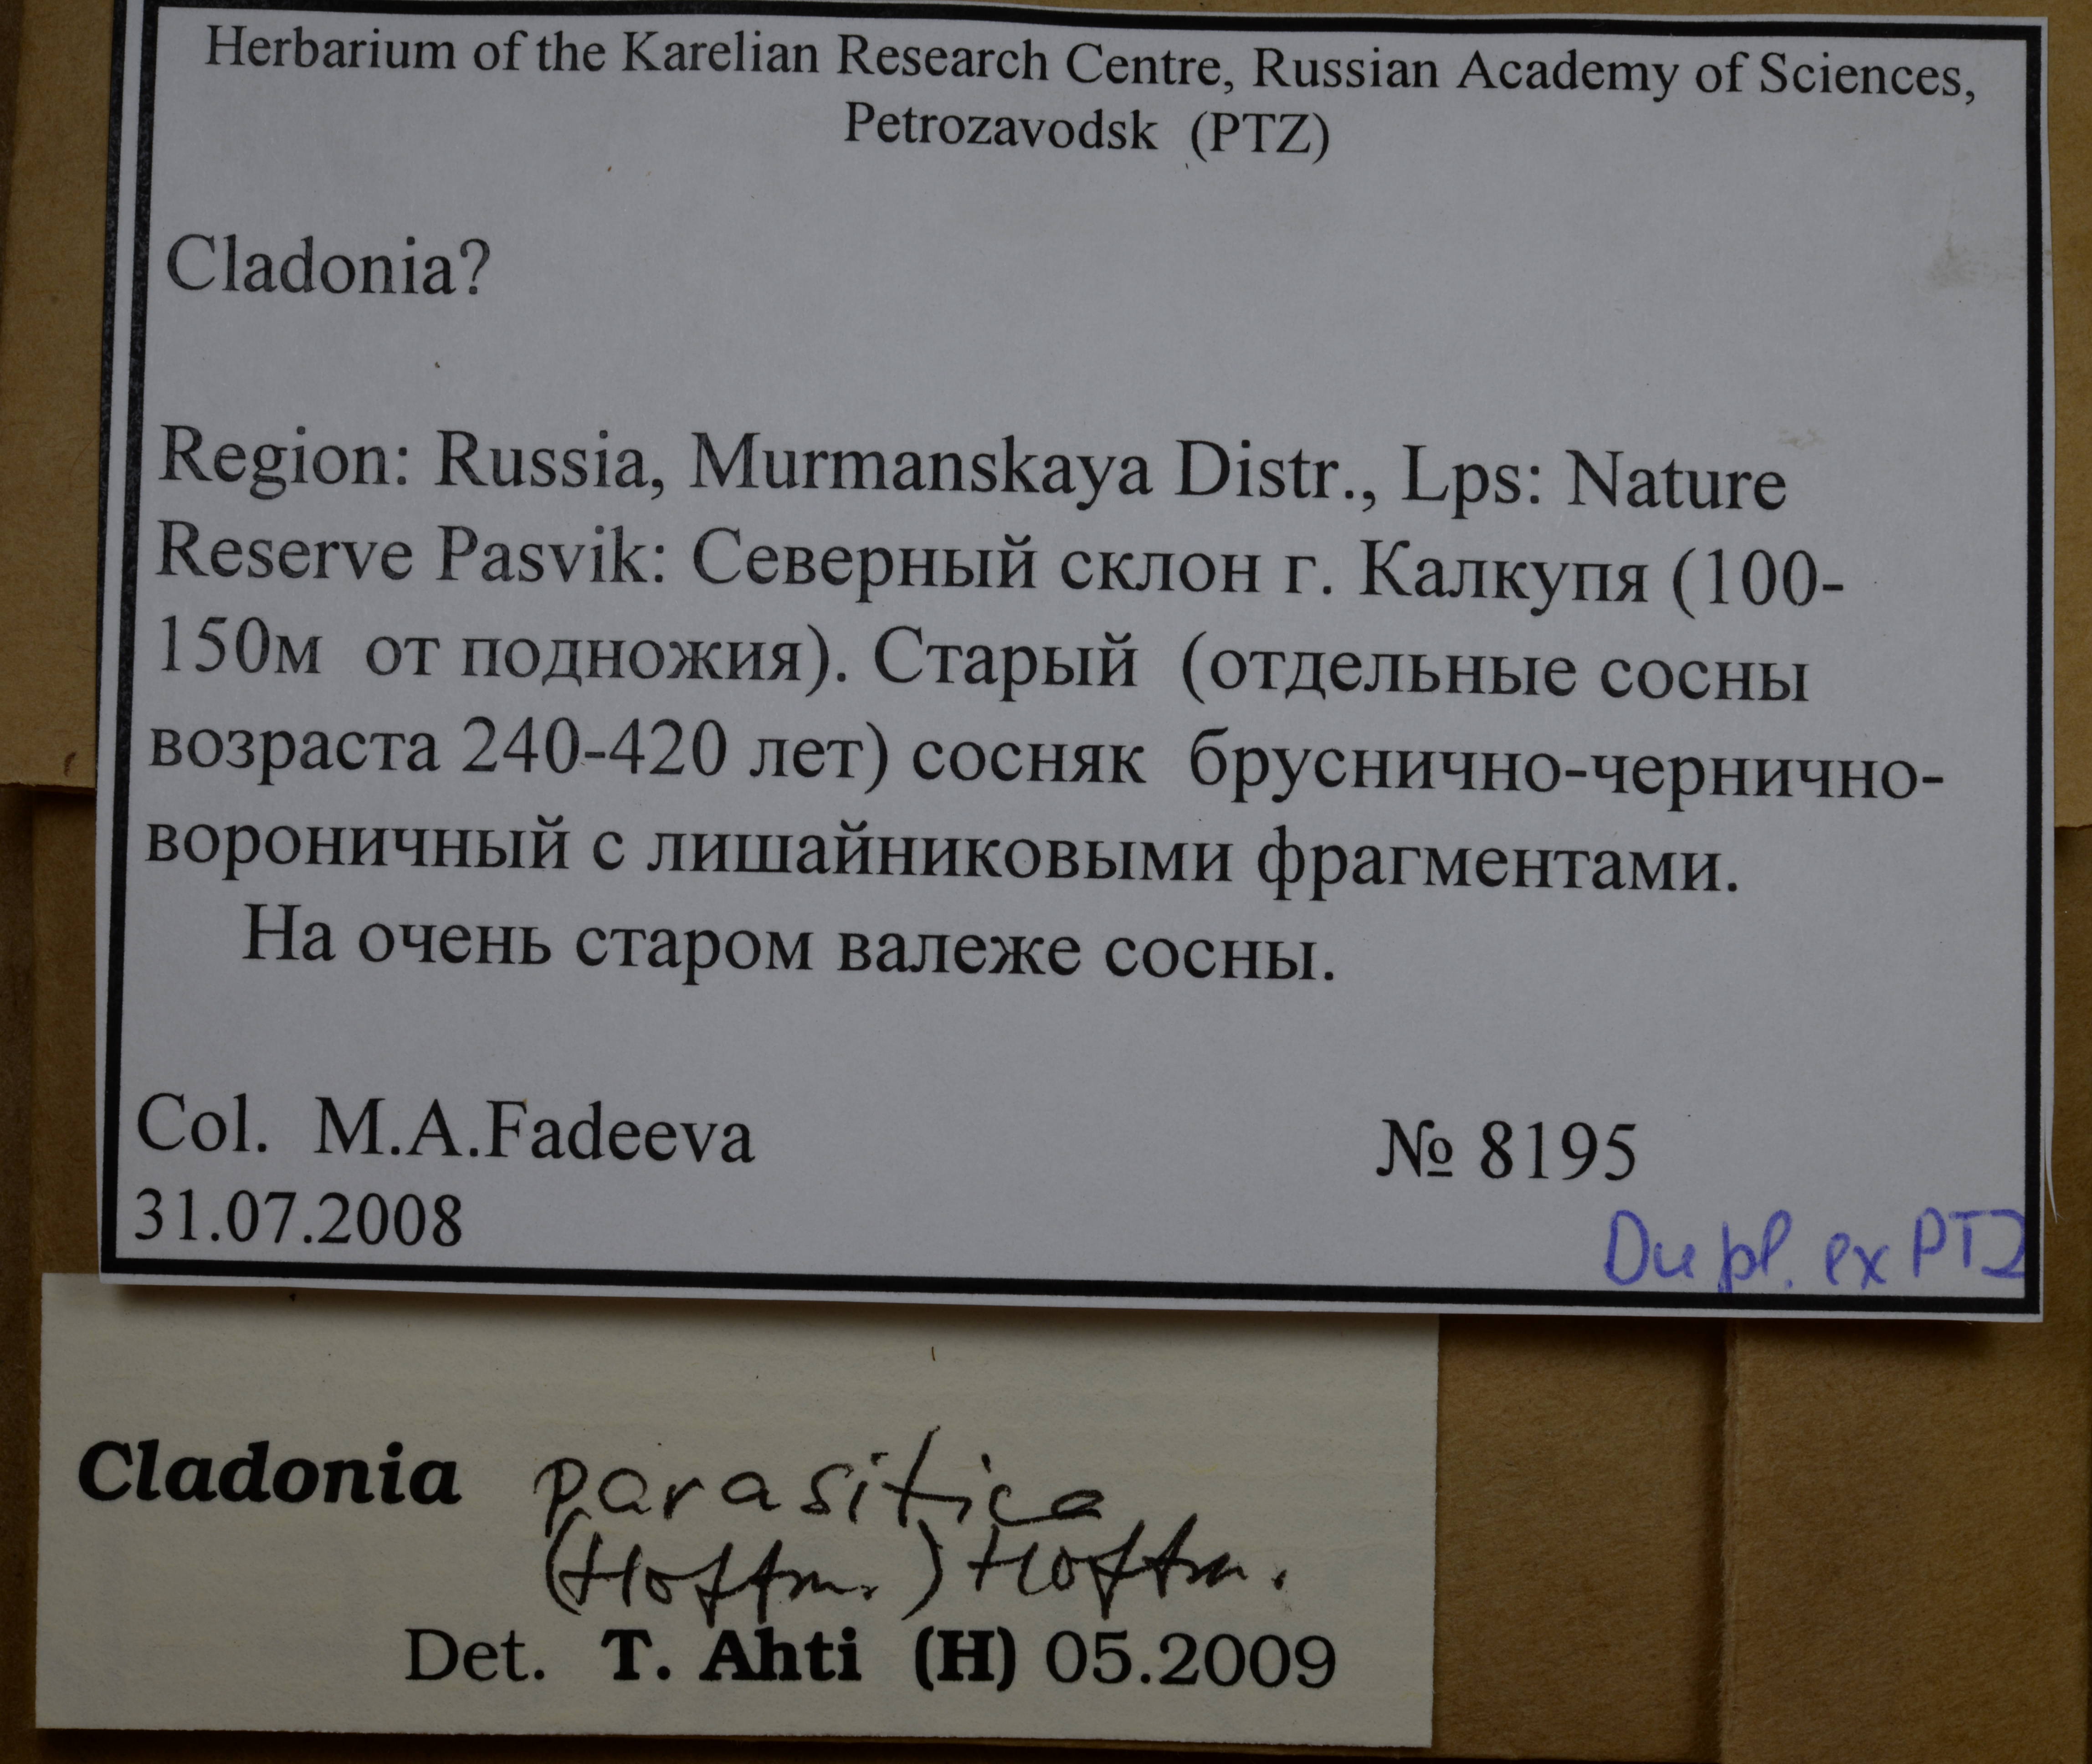 Herbarium of the Karelian Research Centre, Russian Academy of Sciences,
Petrozavodsk (PTZ)
Cladonia?
Region: Russia, Murmanskaya Distr., Lps: Nature
Reserve Pasvik: Северный склон г. Калкупя (100-
150м от подножия). Старый (отдельные сосны
возраста 240-420 лет) сосняк бруснично-чернично-
вороничный с лишайниковыми фрагментами.
На очень старом валеже сосны.
Col. M.A.Fadeeva
№ 8195
31.07.2008
Dupl. ex PTZ
Cladonia parasitica
(Hoffm.) Hoffm.
Det. T. Ahti (H) 05.2009